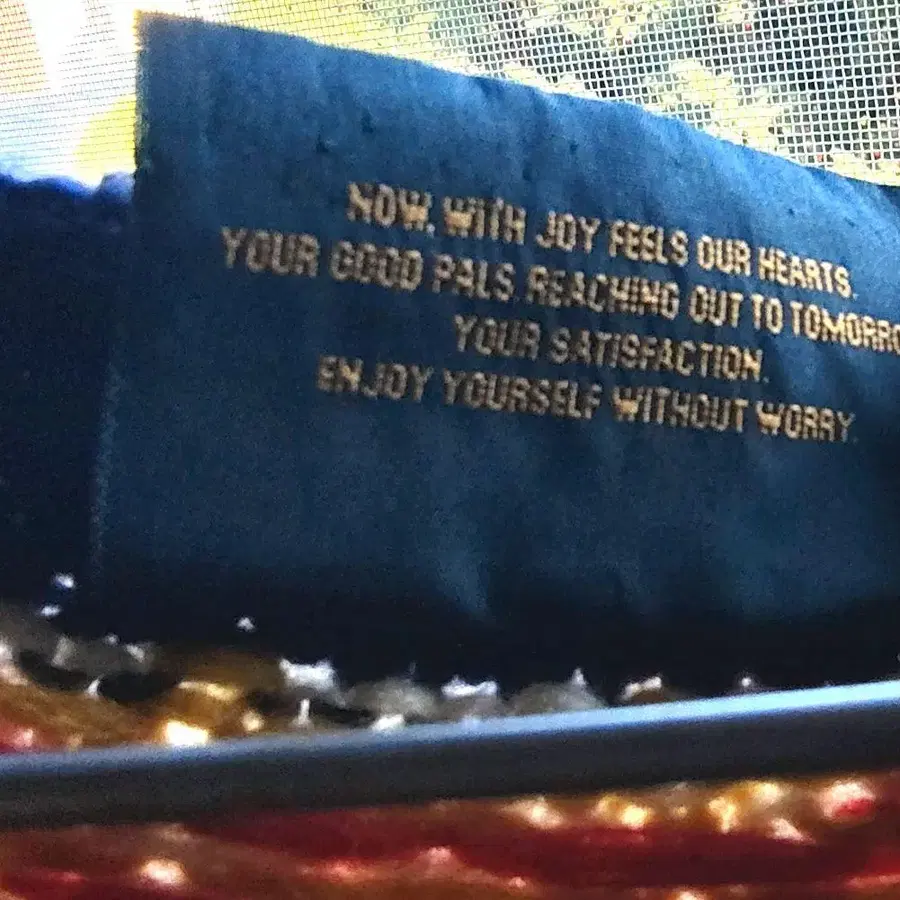 NOW, WITH JOY FEELS OUR HEARTS.
YOUR GOOD PALS. REACHING OUT TO TOMORRO
YOUR SATISFACTION.
ENJOY YOURSELF WITHOUT WORRY.